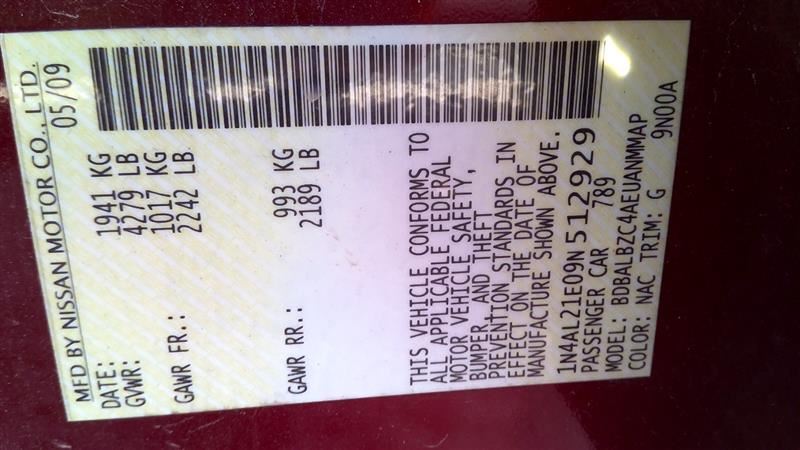 MFD BY NISSAN MOTOR CO., LTD.
DATE: 05/09
GVWR: 1941 KG
4279 LB
GAWR FR.: 1017 KG
2242 LB
GAWR RR.: 993 KG
2189 LB
THIS VEHICLE CONFORMS TO
ALL APPLICABLE FEDERAL
MOTOR VEHICLE SAFETY,
BUMPER, AND THEFT
PREVENTION STANDARDS IN
EFFECT ON THE DATE OF
MANUFACTURE SHOWN ABOVE.
1N4AL21E09N512929
PASSENGER CAR 789
MODEL: BDBALBZC4AEUANMMAP
COLOR: NAC TRIM: G 9N00A